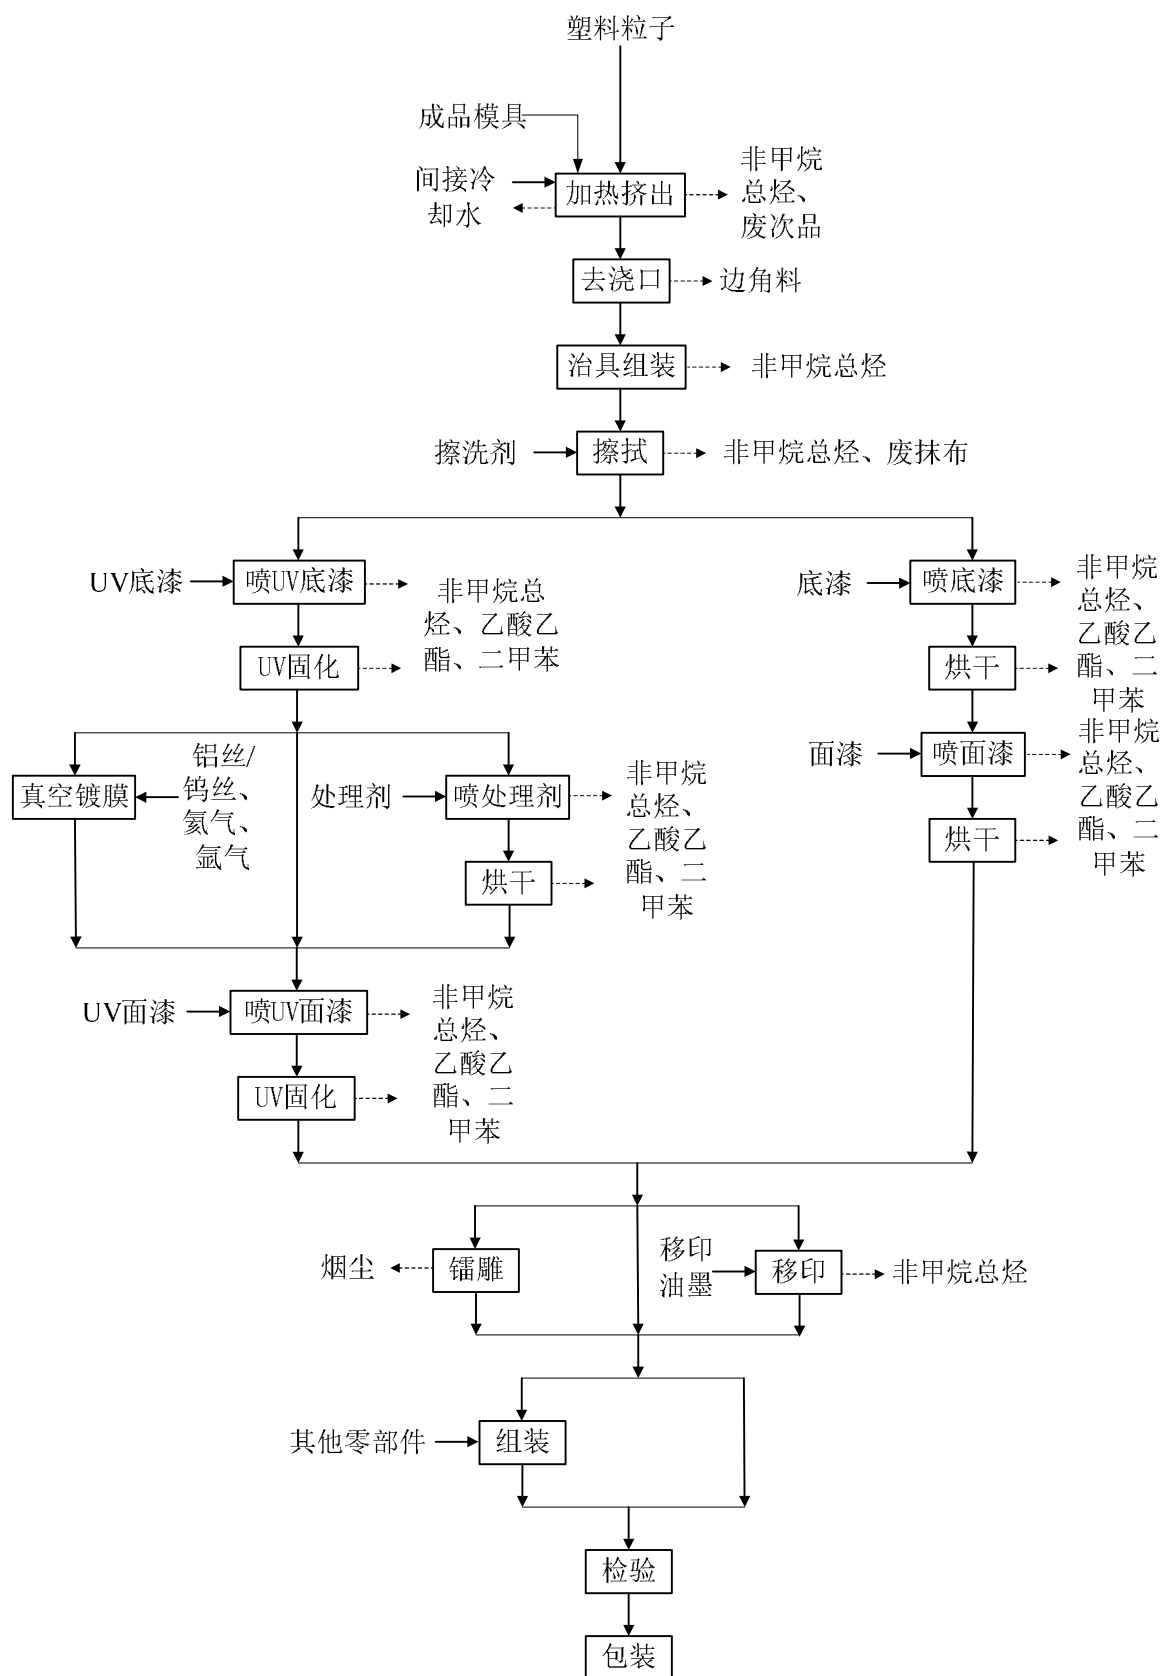 塑料粒子
成品模具
间接冷
却水
加热挤出
非甲烷
总烃、
废次品
去浇口
边角料
治具组装
非甲烷总烃
擦洗剂
擦拭
非甲烷总烃、废抹布
UV底漆
喷UV底漆
非甲烷总
烃、乙酸乙
酯、二甲苯
UV固化
底漆
喷底漆
非甲烷
总烃、
乙酸乙
酯、二
甲苯
烘干
面漆
喷面漆
非甲烷
总烃、
乙酸乙
酯、二
甲苯
烘干
真空镀膜
铝丝/
钨丝、
氦气、
氩气
处理剂
喷处理剂
非甲烷
总烃、
乙酸乙
酯、二
甲苯
烘干
UV面漆
喷UV面漆
非甲烷
总烃、
乙酸乙
酯、二
甲苯
UV固化
烟尘
镭雕
移印
油墨
移印
非甲烷总烃
其他零部件
组装
检验
包装